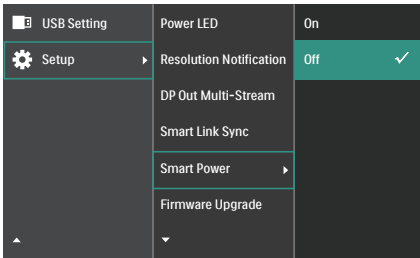 USB Setting
Setup
Power LED
Resolution Notification
DP Out Multi-Stream
Smart Link Sync
Smart Power
Firmware Upgrade
On
Off